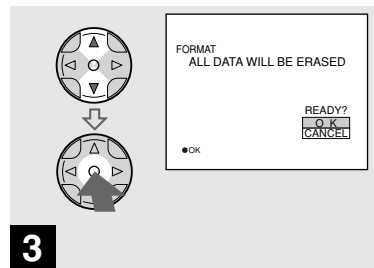 FORMAT
ALL DATA WILL BE ERASED
READY?
O K
CANCEL
●OK
3